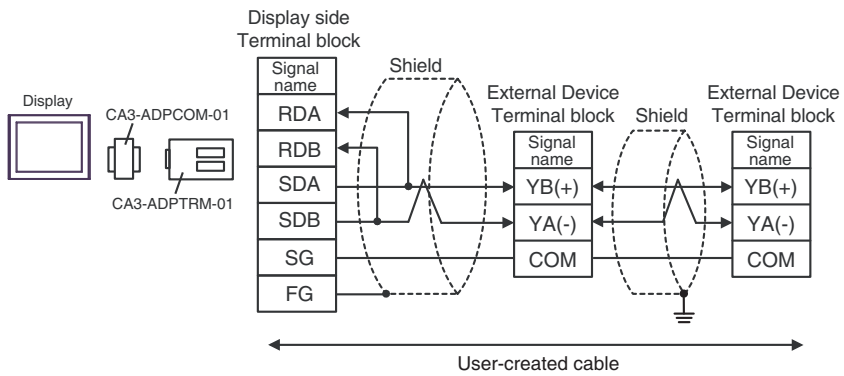 Display side
Terminal block
Signal
name
RDA
RDB
SDA
SDB
SG
FG
Shield
Display
CA3-ADPCOM-01
CA3-ADPTRM-01
External Device
Terminal block
Signal
name
YB(+)
YA(-)
COM
Shield
External Device
Terminal block
Signal
name
YB(+)
YA(-)
COM
User-created cable